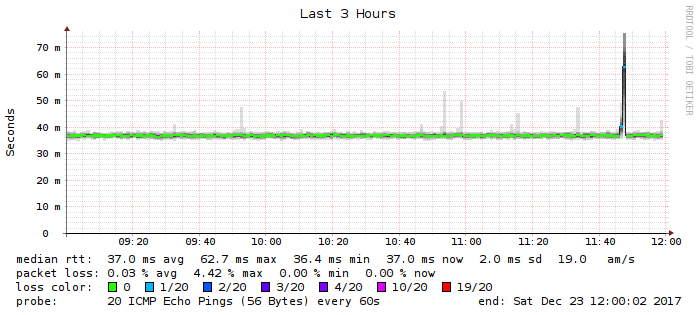 Last 3 Hours
RRDTOOL / TOBI OETIKER
Seconds
70 m
60 m
50 m
40 m
30 m
20 m
10 m
0
09:20 09:40 10:00 10:20 10:40 11:00 11:20 11:40 12:00
median rtt: 37.0 ms avg 62.7 ms max 36.4 ms min 37.0 ms now 2.0 ms sd 19.0 am/s
packet loss: 0.03 % avg 4.42 % max 0.00 % min 0.00 % now
loss color: 0 1/20 2/20 3/20 4/20 10/20 19/20
probe: 20 ICMP Echo Pings (56 Bytes) every 60s end: Sat Dec 23 12:00:02 2017